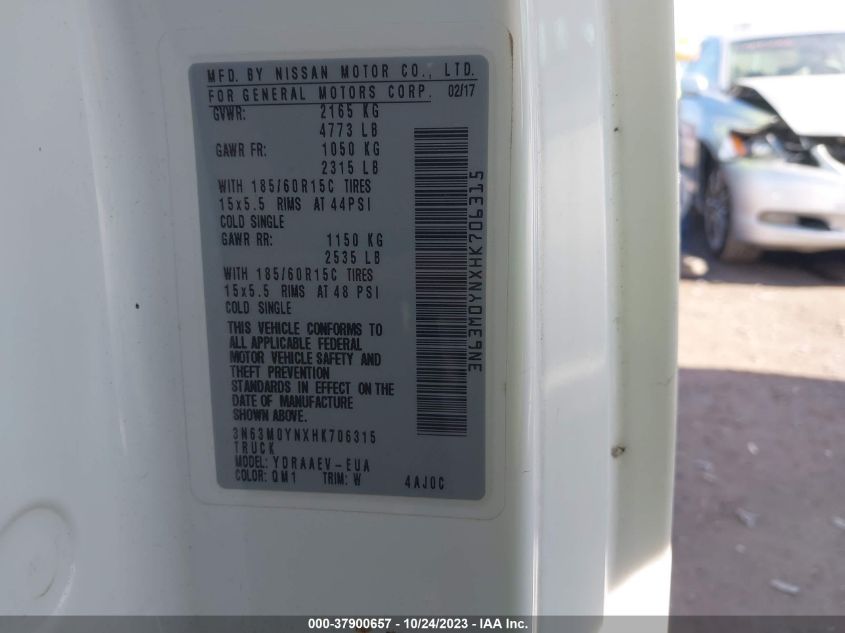 MFD. BY NISSAN MOTOR CO., LTD.
FOR GENERAL MOTORS CORP. 02/17
GVWR: 2165 KG
4773 LB
GAWR FR: 1050 KG
2315 LB
WITH 185/60R15C TIRES
15x5.5 RIMS AT 44PSI
COLD SINGLE
GAWR RR: 1150 KG
2535 LB
WITH 185/60R15C TIRES
15x5.5 RIMS AT 48 PSI
COLD SINGLE
THIS VEHICLE CONFORMS TO
ALL APPLICABLE FEDERAL
MOTOR VEHICLE SAFETY AND
THEFT PREVENTION
STANDARDS IN EFFECT ON THE
DATE OF MANUFACTURE
SHOWN ABOVE.
3N63M0YNXHK706315
TRUCK
MODEL: YDRAAEV-EUA
COLOR: QM1 TRIM: W 4AJ0C
3N63M0YNXHK706315
000-37900657 - 10/24/2023 - IAA Inc.